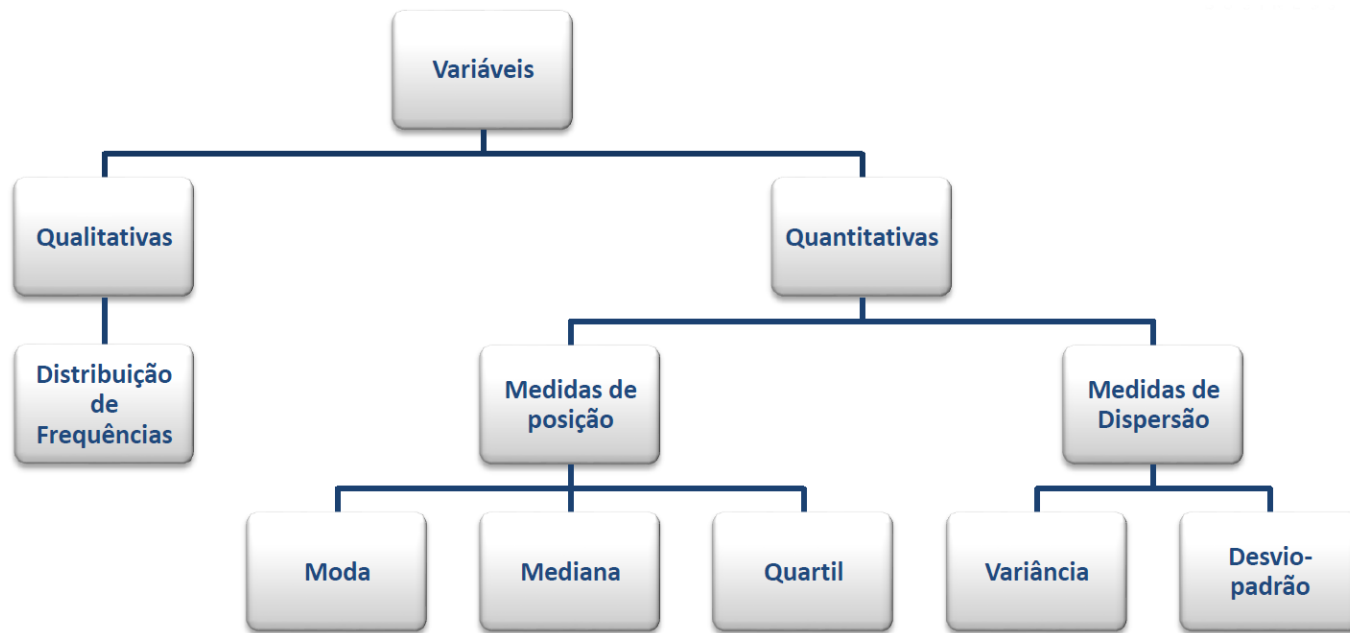 Variáveis
Qualitativas
Quantitativas
Distribuição
de
Frequências
Medidas de
posição
Medidas de
Dispersão
Moda
Mediana
Quartil
Variância
Desvio-
padrão